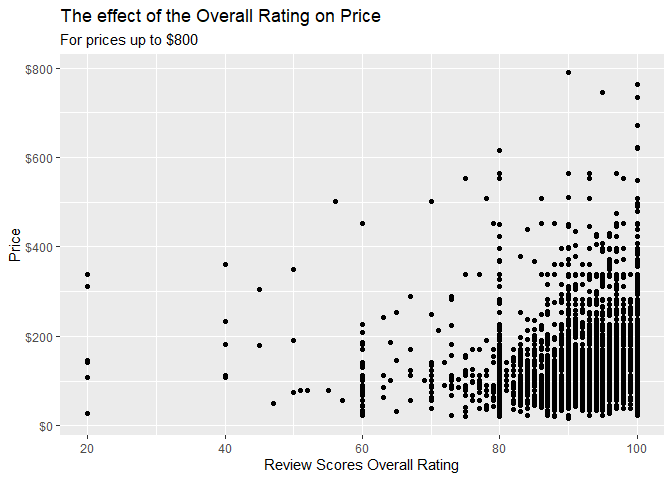 The effect of the Overall Rating on Price
For prices up to $800
$800
$600
$400
$200
$0
Price
20 40 60 80 100
Review Scores Overall Rating